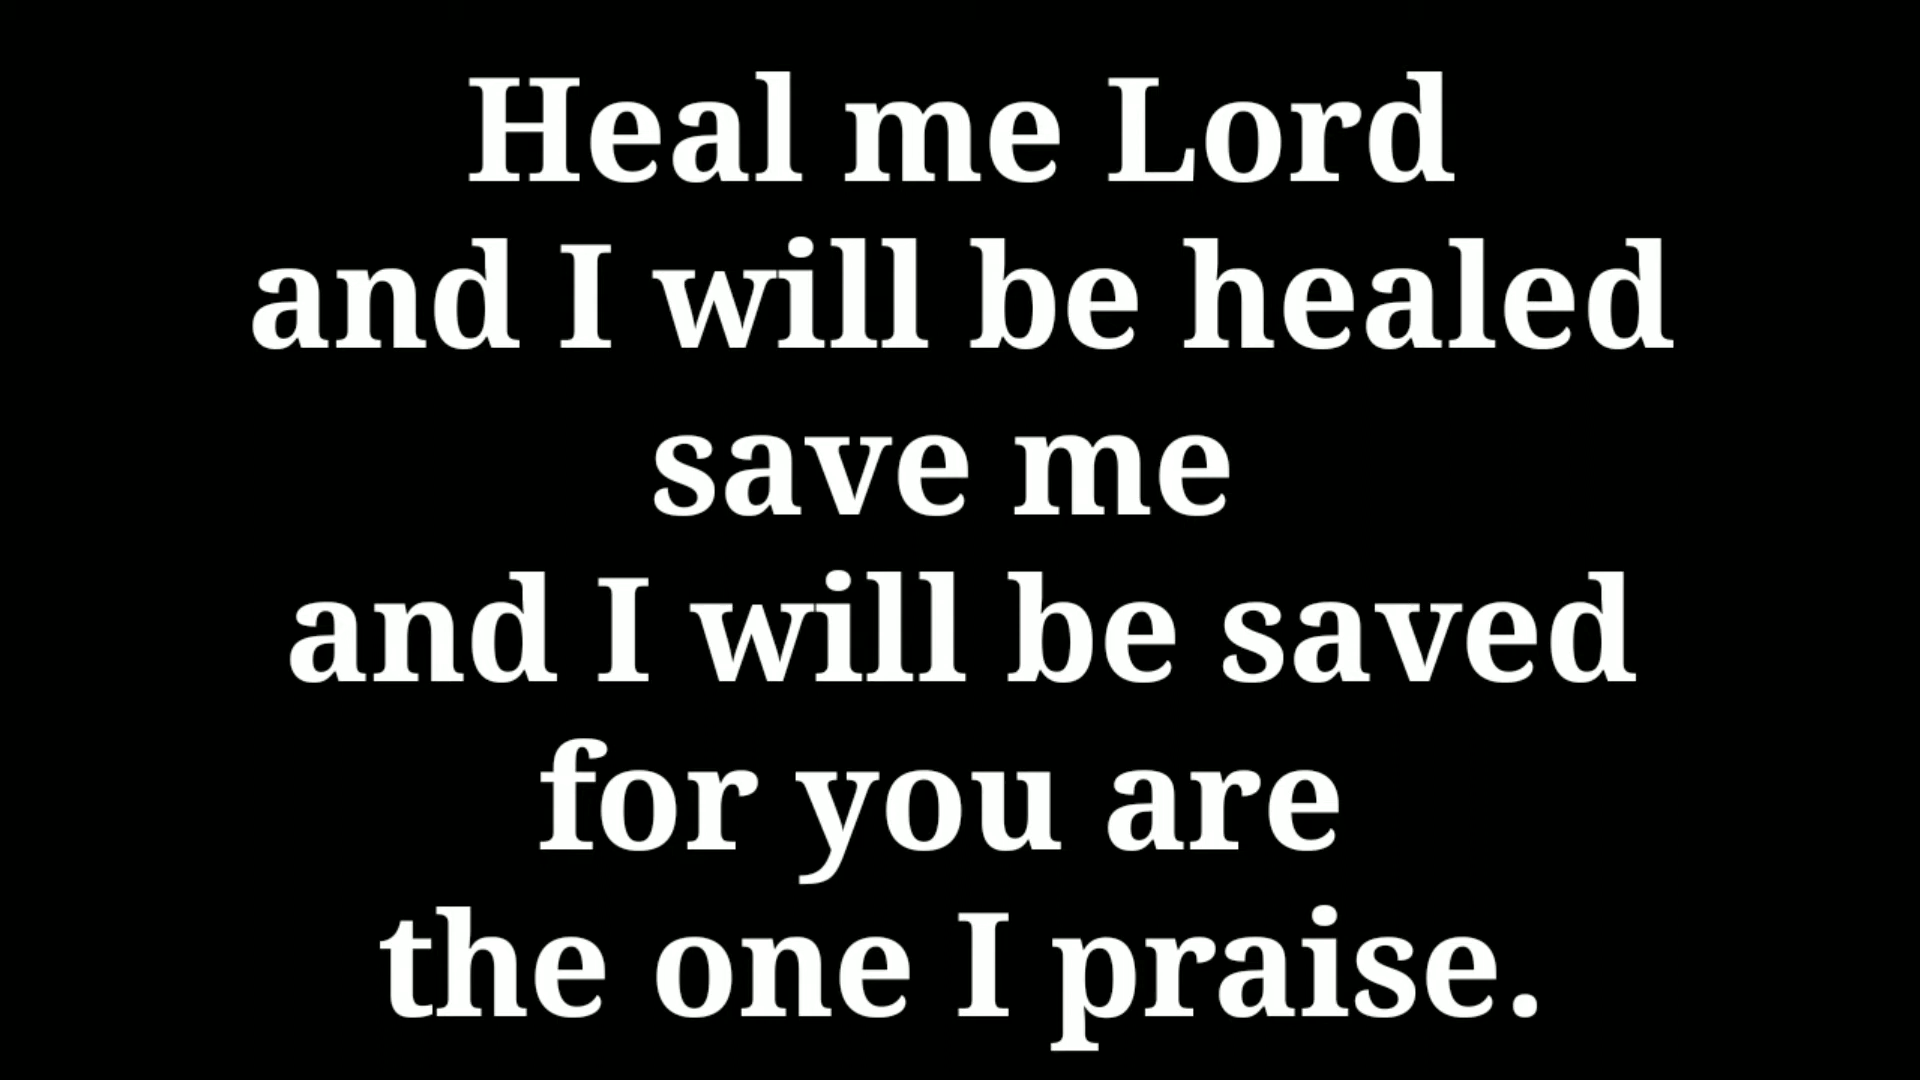 Heal me Lord
and I will be healed
save me
and I will be saved
for you are
the one I praise.